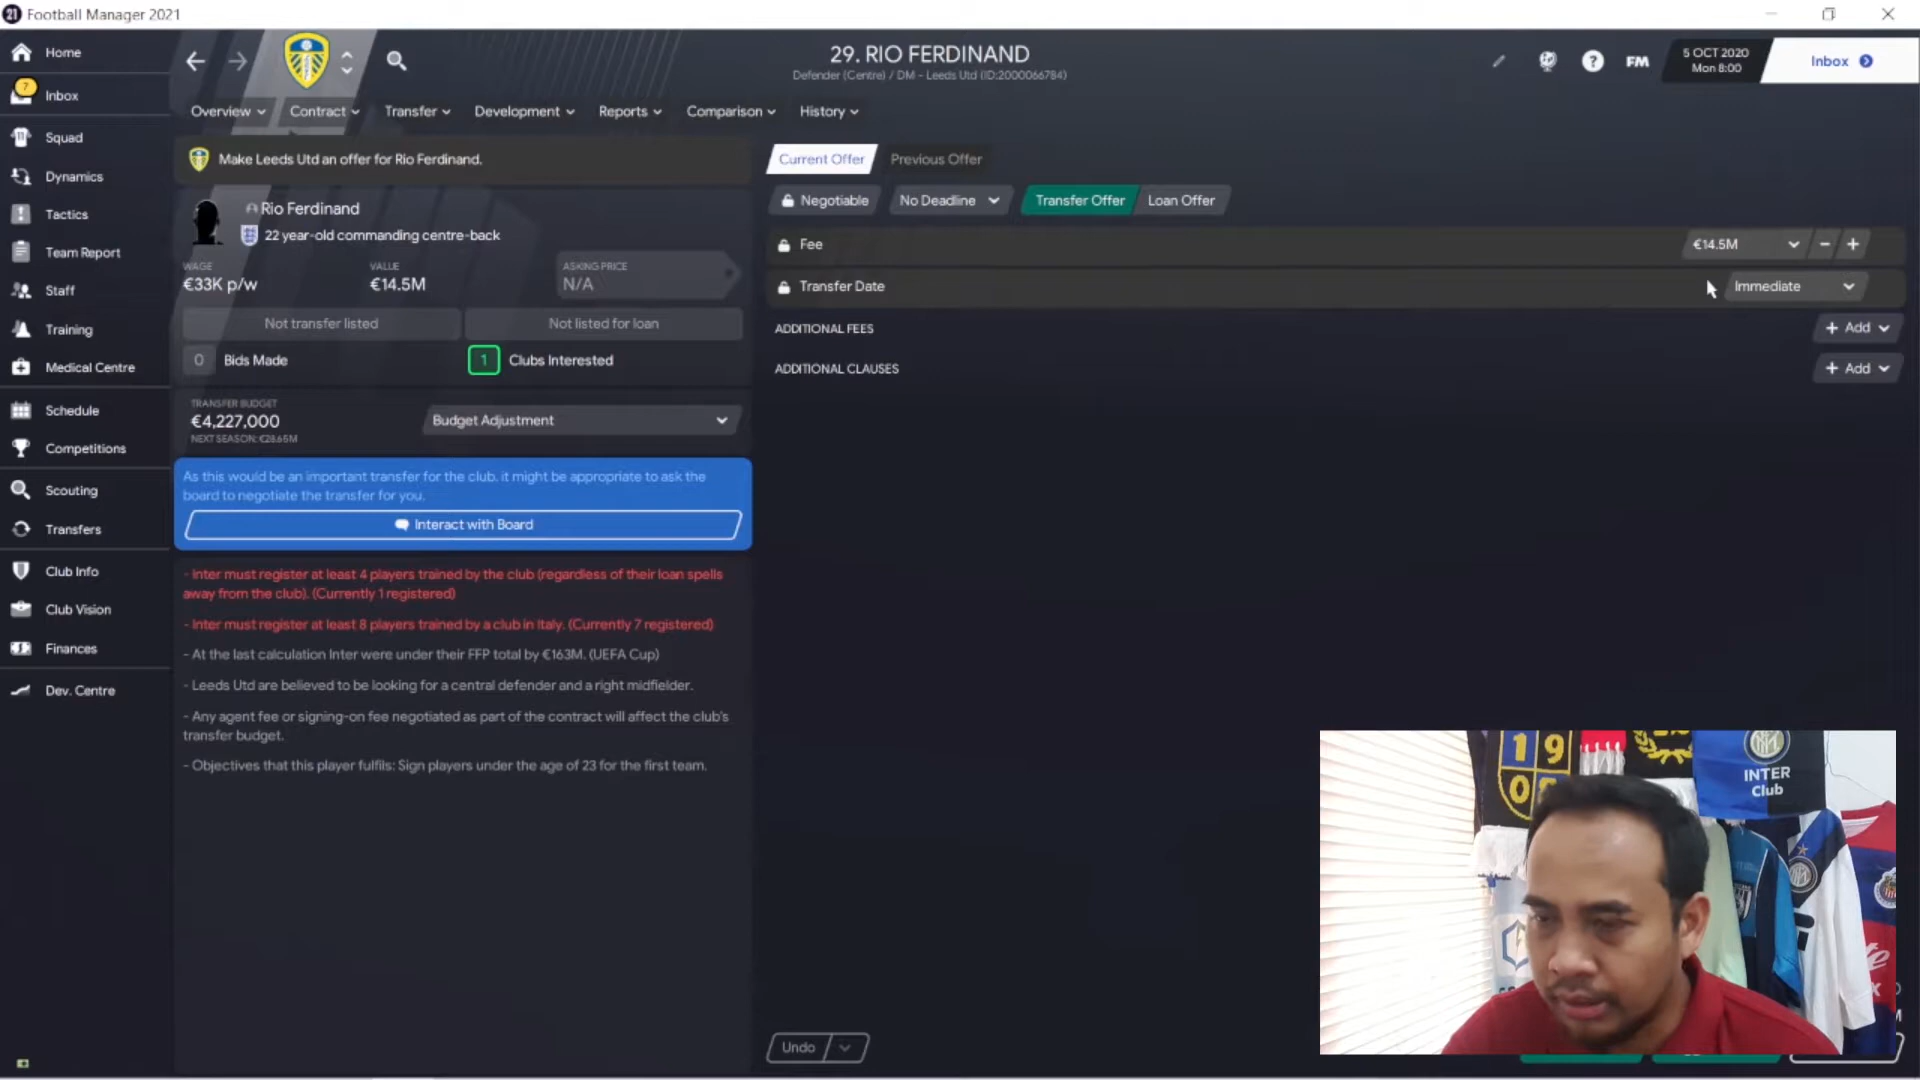 Football Manager 2021
Home
Inbox
7
Squad
Dynamics
Tactics
Team Report
Staff
Training
Medical Centre
Schedule
Competitions
Scouting
Transfers
Club Info
Club Vision
Finances
Dev. Centre
29. RIO FERDINAND
Defender (Centre) / DM - Leeds Utd (ID:2000066784)
?
FM
5 OCT 2020
Mon 8:00
Inbox
Overview
Contract
Transfer
Development
Reports
Comparison
History
Make Leeds Utd an offer for Rio Ferdinand.
Rio Ferdinand
22 year-old commanding centre-back
WAGE
€33K p/w
VALUE
€14.5M
ASKING PRICE
N/A
Not transfer listed
Not listed for loan
0 Bids Made
1 Clubs Interested
TRANSFER BUDGET
€4,227,000
NEXT SEASON: €28.65M
Budget Adjustment
As this would be an important transfer for the club, it might be appropriate to ask the
board to negotiate the transfer for you.
Interact with Board
- Inter must register at least 4 players trained by the club (regardless of their loan spells
away from the club). (Currently 1 registered)
- Inter must register at least 8 players trained by a club in Italy. (Currently 7 registered)
- At the last calculation Inter were under their FFP total by €163M. (UEFA Cup)
- Leeds Utd are believed to be looking for a central defender and a right midfielder.
- Any agent fee or signing-on fee negotiated as part of the contract will affect the club's
transfer budget.
- Objectives that this player fulfils: Sign players under the age of 23 for the first team.
Current Offer
Previous Offer
Negotiable
No Deadline
Transfer Offer
Loan Offer
Fee
€14.5M
Transfer Date
Immediate
ADDITIONAL FEES
+ Add
ADDITIONAL CLAUSES
+ Add
Undo
19
08
INTER
Club